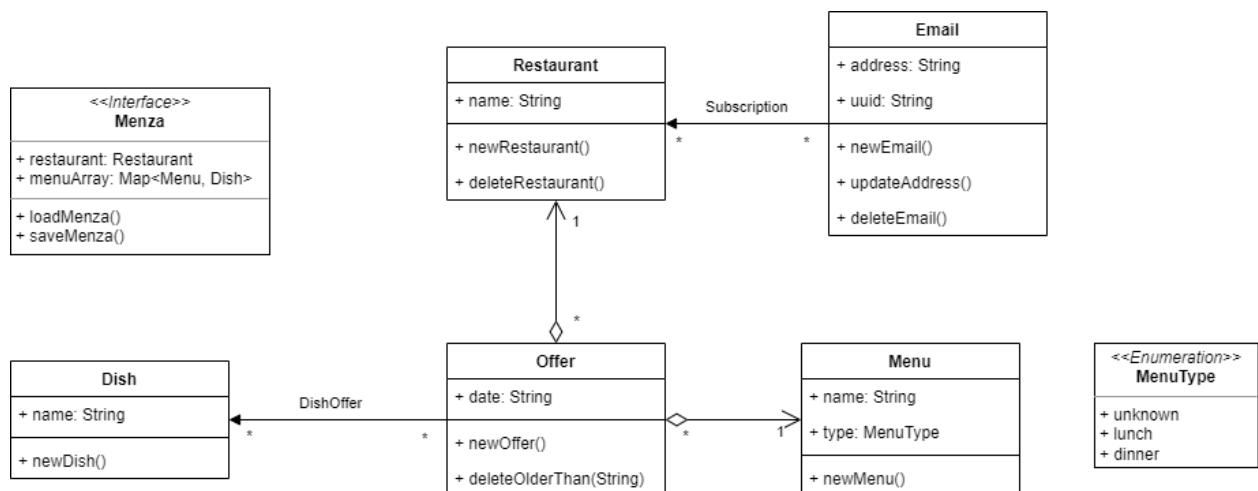 <<Interface>>
Menza
+ restaurant: Restaurant
+ menuArray: Map<Menu, Dish>
+ loadMenza()
+ saveMenza()
Restaurant
+ name: String
+ newRestaurant()
+ deleteRestaurant()
Subscription
*
*
Email
+ address: String
+ uuid: String
+ newEmail()
+ updateAddress()
+ deleteEmail()
1
*
Dish
+ name: String
+ newDish()
DishOffer
*
*
Offer
+ date: String
+ newOffer()
+ deleteOlderThan(String)
*
1
Menu
+ name: String
+ type: MenuType
+ newMenu()
<<Enumeration>>
MenuType
+ unknown
+ lunch
+ dinner